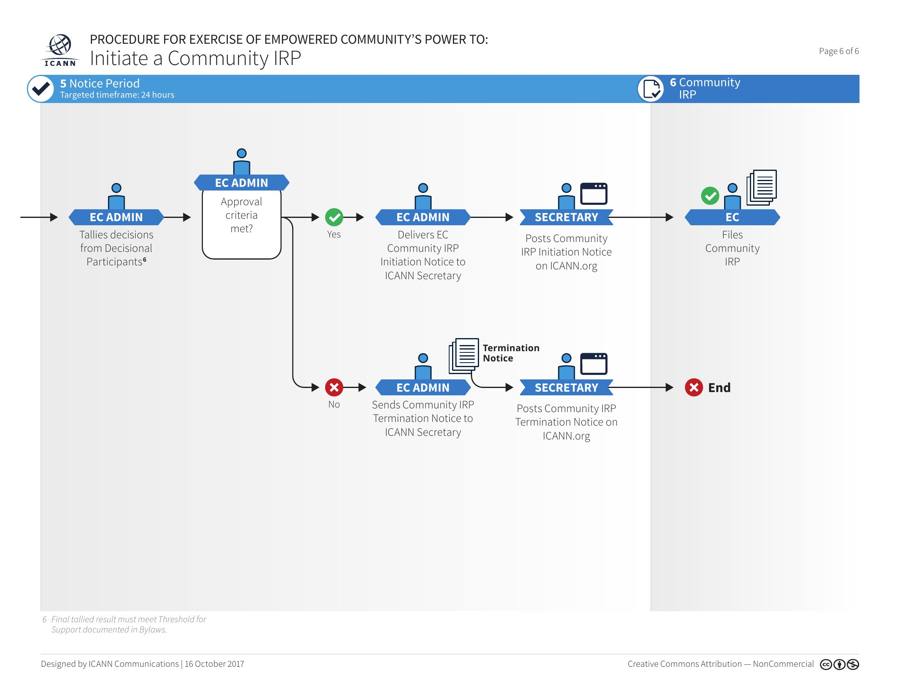 ICANN
PROCEDURE FOR EXERCISE OF EMPOWERED COMMUNITY'S POWER TO:
Initiate a Community IRP
Page 6 of 6
5 Notice Period
Targeted timeframe: 24 hours
6 Community
IRP
EC ADMIN
Tallies decisions
from Decisional
Participants6
EC ADMIN
Approval
criteria
met?
Yes
EC ADMIN
Delivers EC
Community IRP
Initiation Notice to
ICANN Secretary
SECRETARY
Posts Community
IRP Initiation Notice
on ICANN.org
EC
Files
Community
IRP
No
EC ADMIN
Sends Community IRP
Termination Notice to
ICANN Secretary
Termination
Notice
SECRETARY
Posts Community IRP
Termination Notice on
ICANN.org
End
6 Final tallied result must meet Threshold for
Support documented in Bylaws.
Designed by ICANN Communications | 16 October 2017
Creative Commons Attribution — NonCommercial